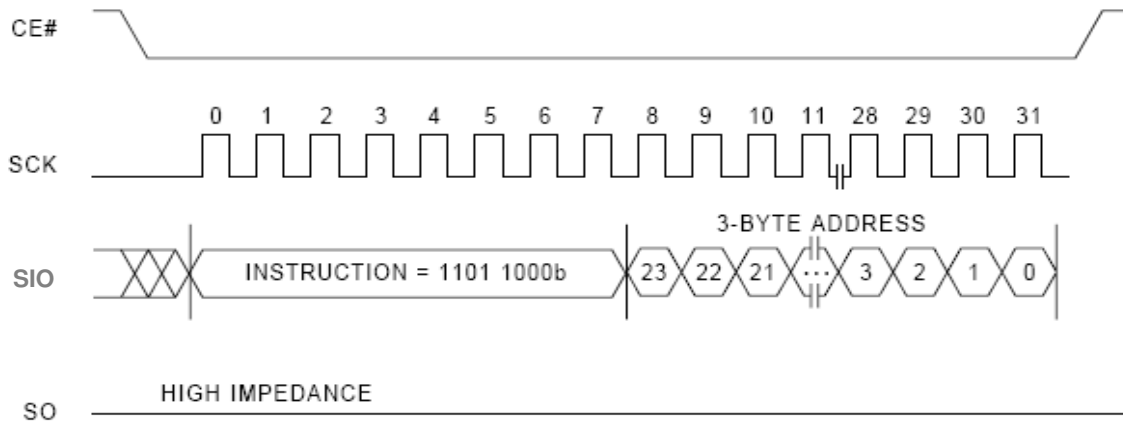 CE#
0 1 2 3 4 5 6 7 8 9 10 11 28 29 30 31
SCK
3-BYTE ADDRESS
SIO INSTRUCTION = 1101 1000b 23 22 21 ... 3 2 1 0
HIGH IMPEDANCE
SO